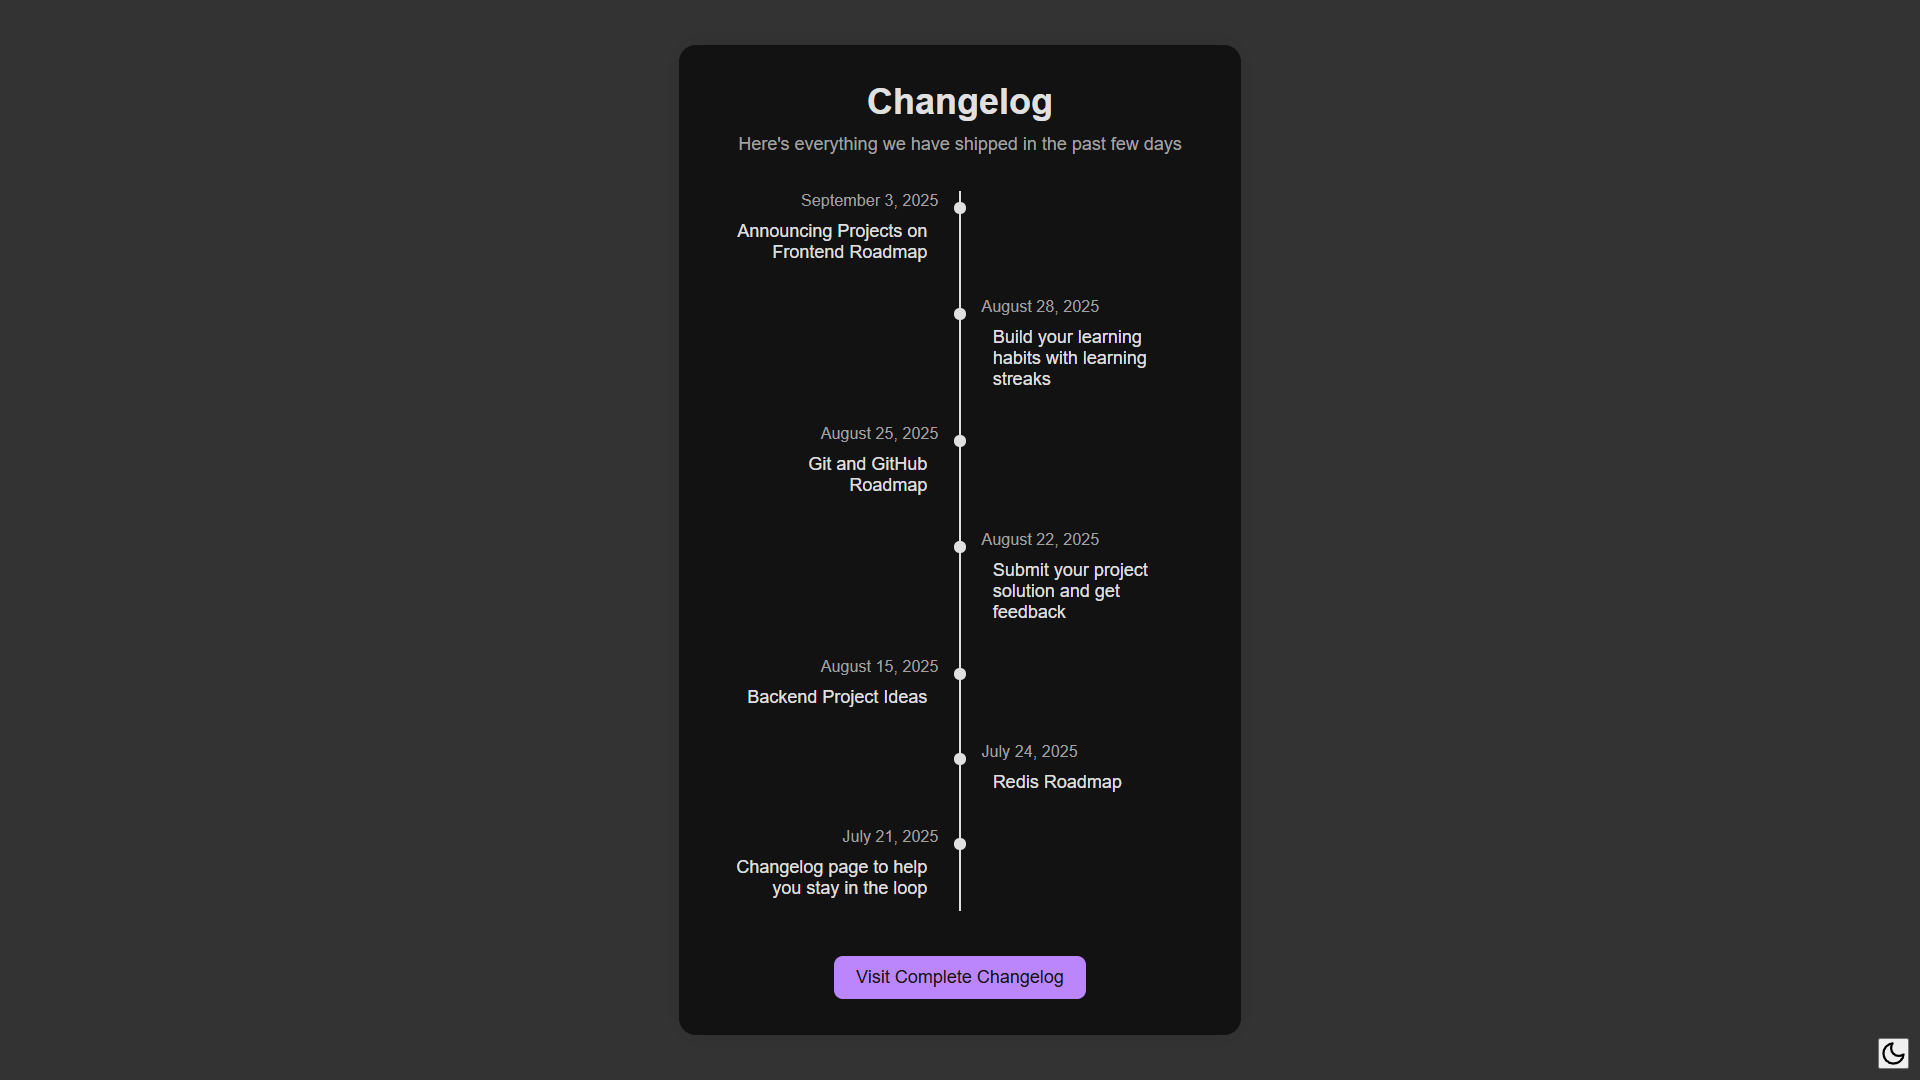 Changelog
Here's everything we have shipped in the past few days
September 3, 2025
Announcing Projects on
Frontend Roadmap
August 28, 2025
Build your learning
habits with learning
streaks
August 25, 2025
Git and GitHub
Roadmap
August 22, 2025
Submit your project
solution and get
feedback
August 15, 2025
Backend Project Ideas
July 24, 2025
Redis Roadmap
July 21, 2025
Changelog page to help
you stay in the loop
Visit Complete Changelog